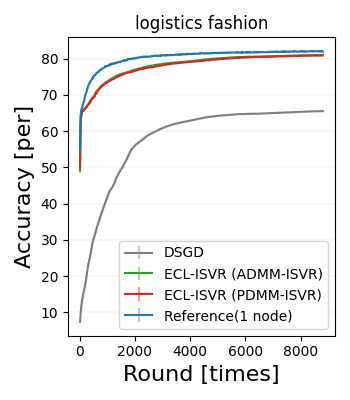 logistics fashion
Accuracy [per]
80
70
60
50
40
30
20
10
DSGD
ECL-ISVR (ADMM-ISVR)
ECL-ISVR (PDMM-ISVR)
Reference(1 node)
0 2000 4000 6000 8000
Round [times]